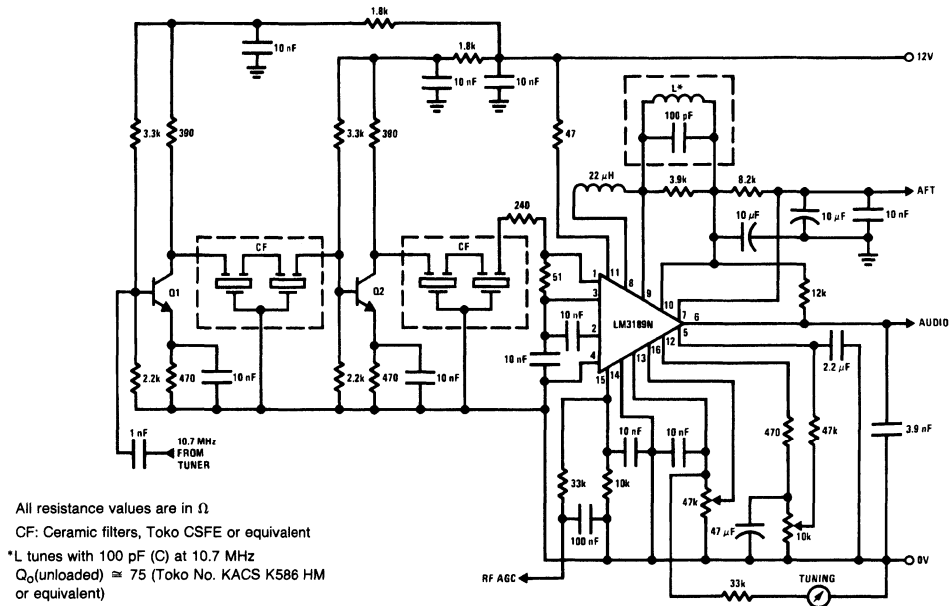 1.8k
10 nF
1.8k
12V
10 nF
10 nF
L*
100 pF
3.3k
390
3.3k
390
47
22 μH
3.9k
8.2k
AFT
10 μF
10 μF
10 nF
240
CF
CF
Q1
Q2
51
1
11
8
9
10
3
2
4
15
14
13
16
12
5
7
6
LM3189N
12k
AUDIO
10 nF
10 nF
2.2 μF
2.2k
470
10 nF
2.2k
470
10 nF
1 nF
10.7 MHz
FROM
TUNER
10 nF
10 nF
470
47k
3.9 nF
33k
10k
47k
47 μF
10k
100 nF
0V
RF AGC
33k
TUNING
All resistance values are in Ω
CF: Ceramic filters, Toko CSFE or equivalent
*L tunes with 100 pF (C) at 10.7 MHz
Qo(unloaded) ≅ 75 (Toko No. KACS K586 HM
or equivalent)